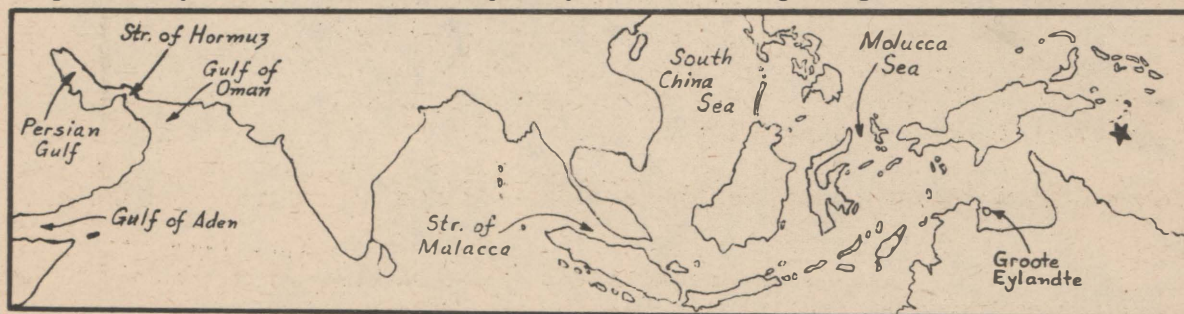 Str. of Hormuz
Gulf of
Oman
Persian
Gulf
Gulf of Aden
Str. of
Malacca
South
China
Sea
Molucca
Sea
Groote
Eylandte